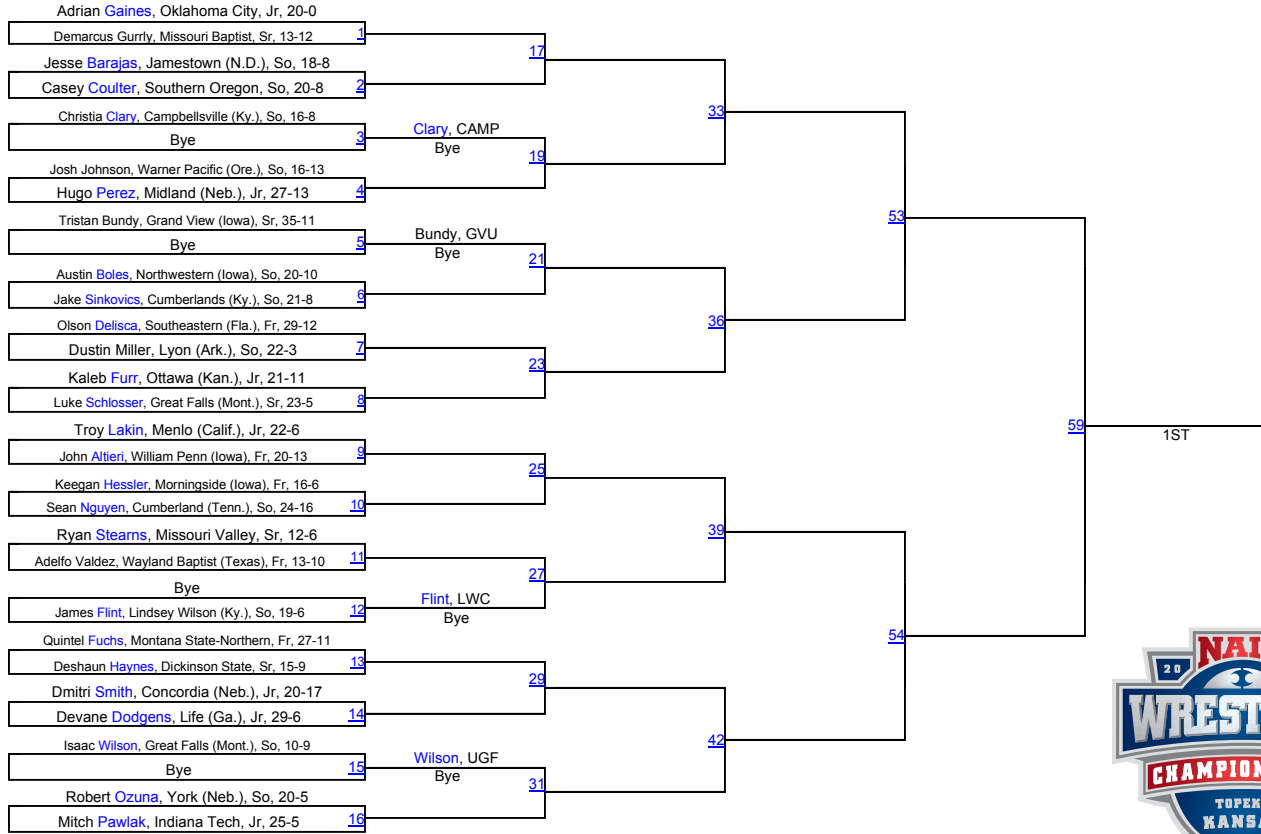 Adrian Gaines, Oklahoma City, Jr, 20-0
Demarcus Gurrly, Missouri Baptist, Sr, 13-12
1
17
Jesse Barajas, Jamestown (N.D.), So, 18-8
Casey Coulter, Southern Oregon, So, 20-8
2
33
Christia Clary, Campbellsville (Ky.), So, 16-8
Bye
3
Clary, CAMP
Bye
19
Josh Johnson, Warner Pacific (Ore.), So, 16-13
Hugo Perez, Midland (Neb.), Jr, 27-13
4
53
Tristan Bundy, Grand View (Iowa), Sr, 35-11
Bye
5
Bundy, GVU
Bye
21
Austin Boles, Northwestern (Iowa), So, 20-10
Jake Sinkovics, Cumberlands (Ky.), So, 21-8
6
36
Olson Delisca, Southeastern (Fla.), Fr, 29-12
Dustin Miller, Lyon (Ark.), So, 22-3
7
23
Kaleb Furr, Ottawa (Kan.), Jr, 21-11
Luke Schlosser, Great Falls (Mont.), Sr, 23-5
8
59
1ST
Troy Lakin, Menlo (Calif.), Jr, 22-6
John Altieri, William Penn (Iowa), Fr, 20-13
9
25
Keegan Hessler, Morningside (Iowa), Fr, 16-6
Sean Nguyen, Cumberland (Tenn.), So, 24-16
10
39
Ryan Stearns, Missouri Valley, Sr, 12-6
Adelfo Valdez, Wayland Baptist (Texas), Fr, 13-10
11
27
Bye
James Flint, Lindsey Wilson (Ky.), So, 19-6
12
Flint, LWC
Bye
54
Quintel Fuchs, Montana State-Northern, Fr, 27-11
Deshaun Haynes, Dickinson State, Sr, 15-9
13
29
Dmitri Smith, Concordia (Neb.), Jr, 20-17
Devane Dodgens, Life (Ga.), Jr, 29-6
14
42
Isaac Wilson, Great Falls (Mont.), So, 10-9
Bye
15
Wilson, UGF
Bye
31
Robert Ozuna, York (Neb.), So, 20-5
Mitch Pawlak, Indiana Tech, Jr, 25-5
16
20
NAI
WREST
CHAMPION
TOPEK
KANSA